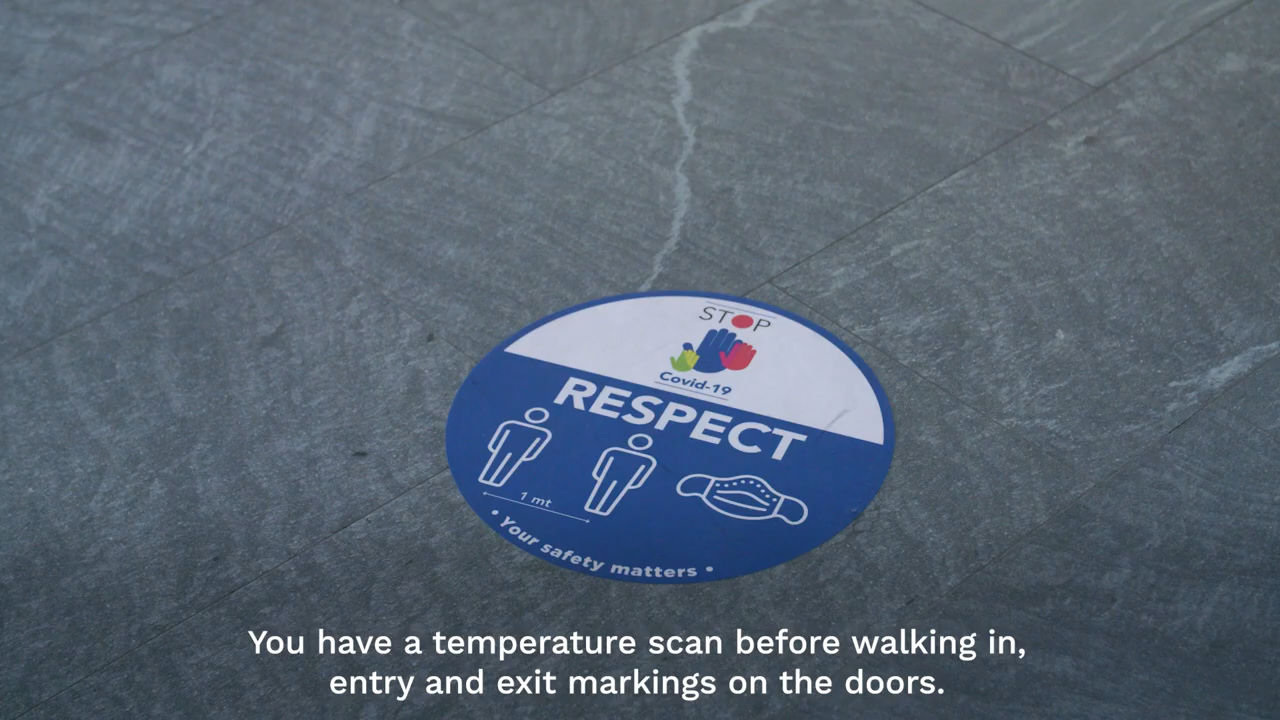 STOP
Covid-19
RESPECT
1 mt
• Your safety matters •
You have a temperature scan before walking in,
entry and exit markings on the doors.